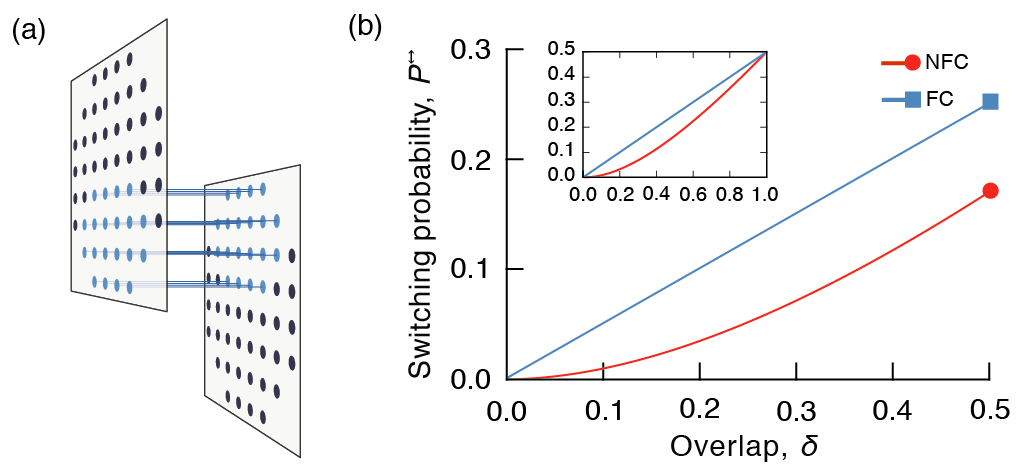 (a)
(b)
Switching probability, P↔
0.3
0.2
0.1
0.0
0.0 0.1 0.2 0.3 0.4 0.5
Overlap, δ
0.5
0.4
0.3
0.2
0.1
0.0
0.0 0.2 0.4 0.6 0.8 1.0
NFC
FC